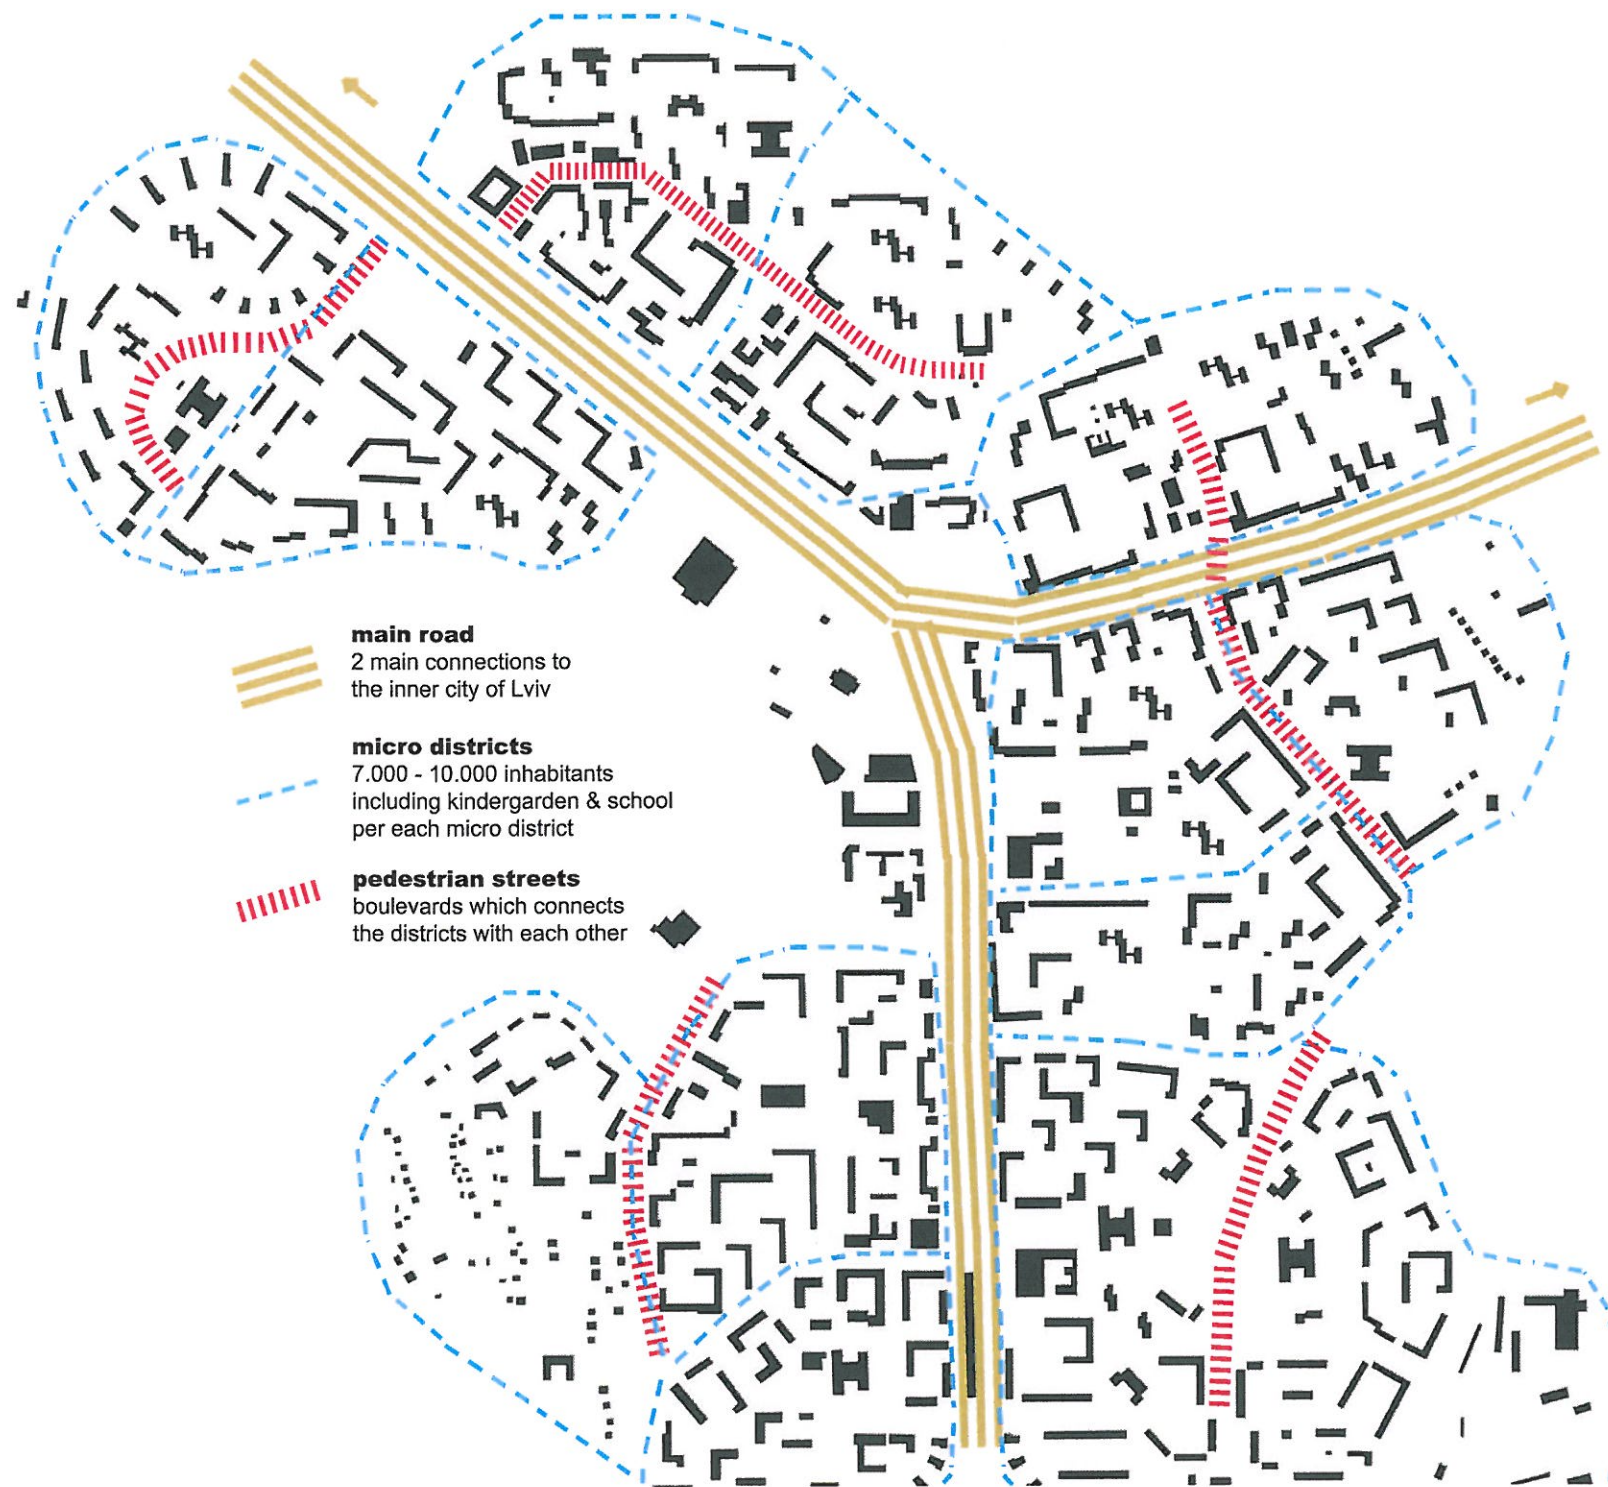 main road
2 main connections to
the inner city of Lviv
micro districts
7.000 - 10.000 inhabitants
including kindergarden & school
per each micro district
pedestrian streets
boulevards which connects
the districts with each other